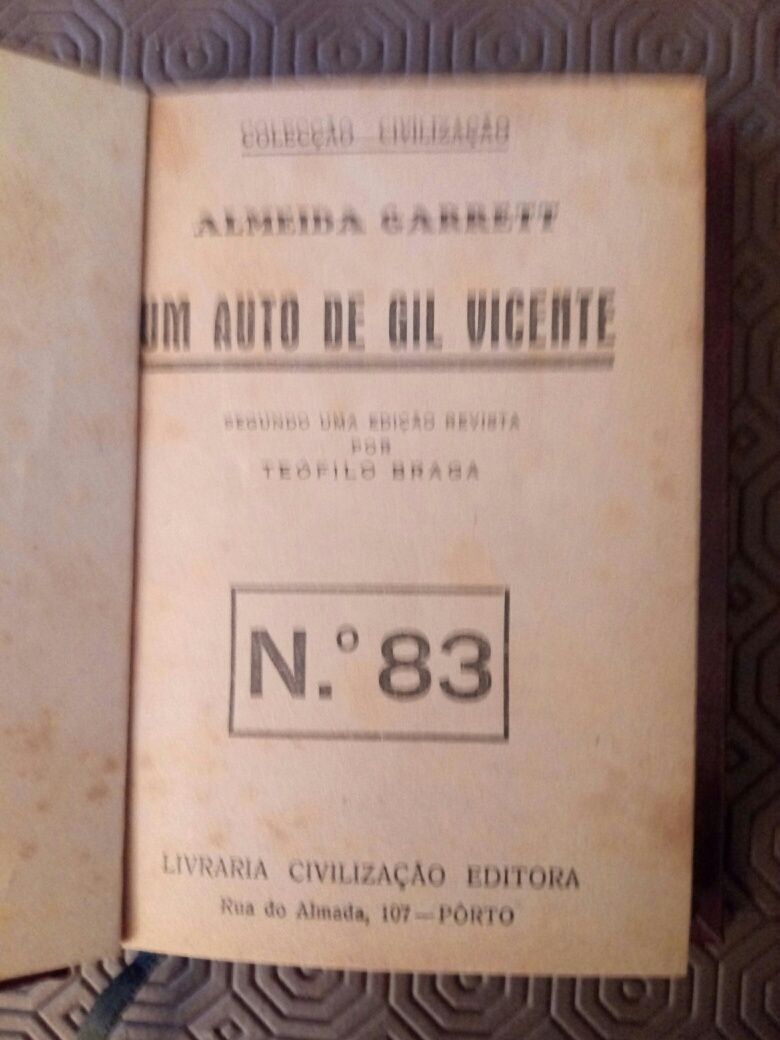 COLECÇÃO CIVILIZAÇÃO
ALMEIDA GARRETT
UM AUTO DE GIL VICENTE
SEGUNDO UMA EDIÇÃO REVISTA
POR
TEÓFILO BRAGA
N.º 83
LIVRARIA CIVILIZAÇÃO EDITORA
Rua do Almada, 107 — PÔRTO